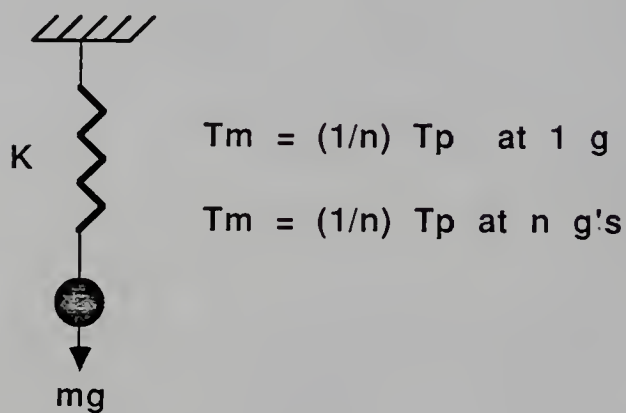 K
Tm = (1/n) Tp at 1 g
Tm = (1/n) Tp at n g's
mg